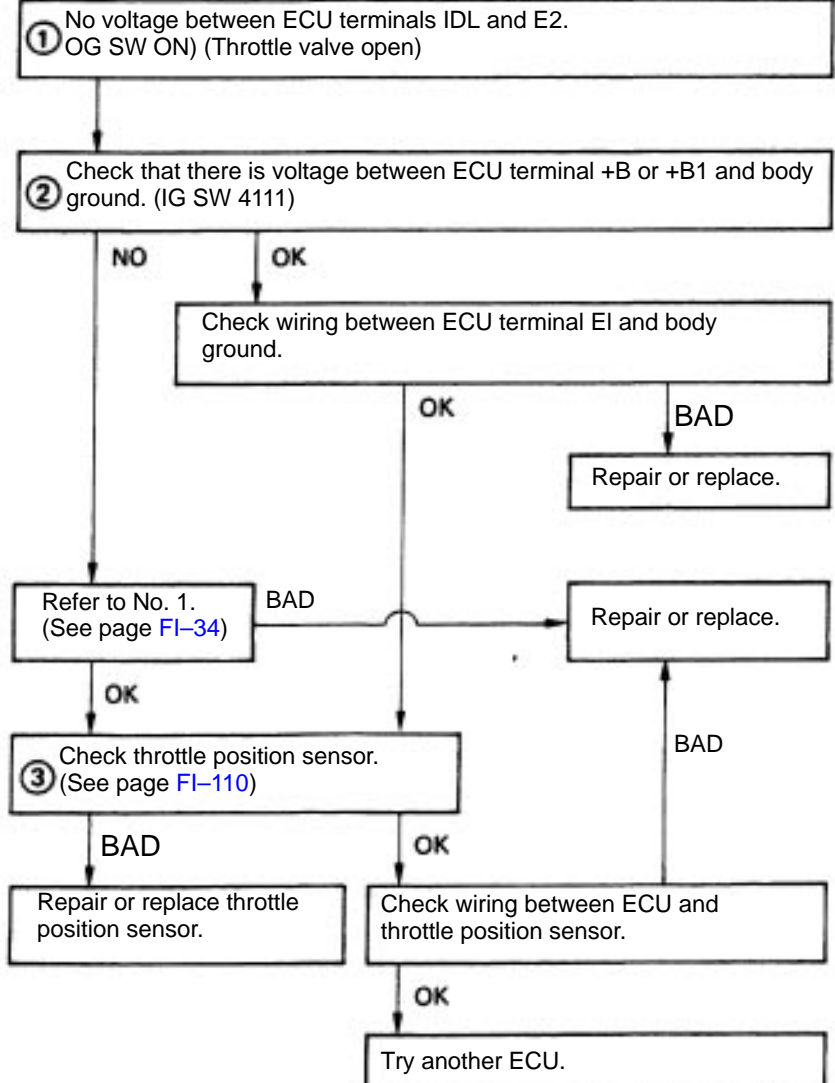 ① No voltage between ECU terminals IDL and E2.
OG SW ON) (Throttle valve open)
② Check that there is voltage between ECU terminal +B or +B1 and body
ground. (IG SW 4111)
NO
OK
Check wiring between ECU terminal EI and body
ground.
OK
BAD
Repair or replace.
Refer to No. 1.
(See page FI–34)
BAD
Repair or replace.
OK
③ Check throttle position sensor.
(See page FI–110)
BAD
BAD
OK
Repair or replace throttle
position sensor.
Check wiring between ECU and
throttle position sensor.
OK
Try another ECU.